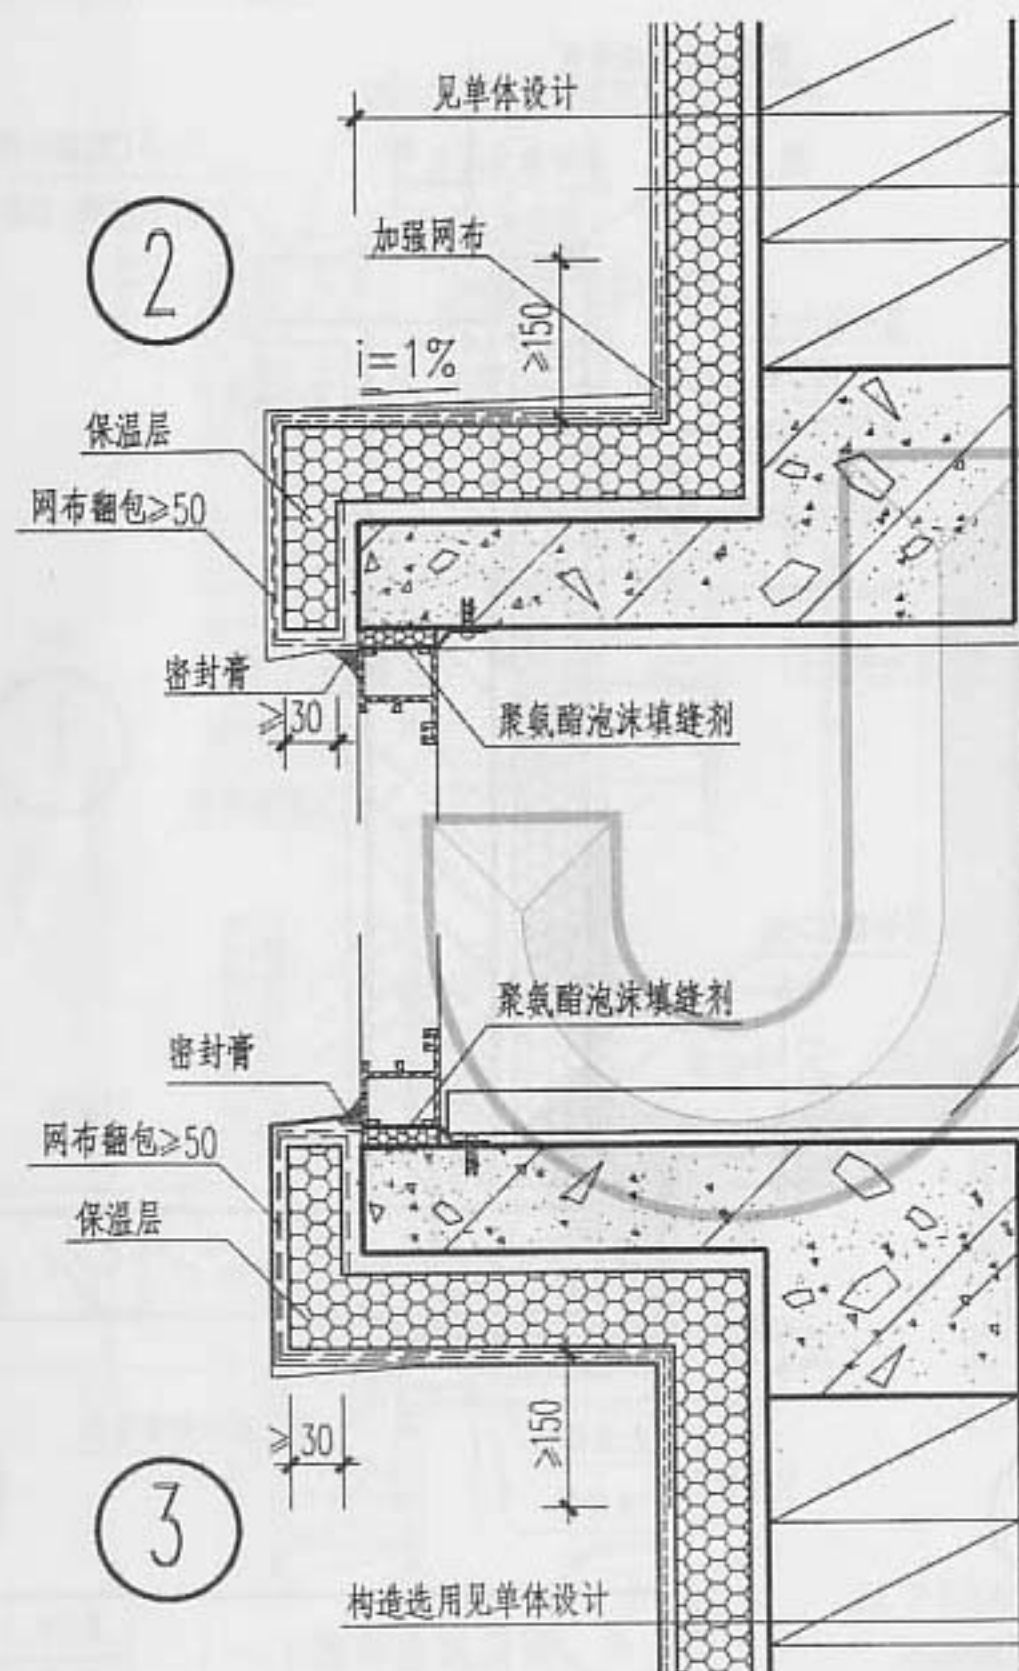 见单体设计
2
加强网布
≥150
i=1%
保温层
网布翻包≥50
密封膏
≥30
聚氨酯泡沫填缝剂
聚氨酯泡沫填缝剂
密封膏
网布翻包≥50
保温层
≥30
≥150
3
构造选用见单体设计